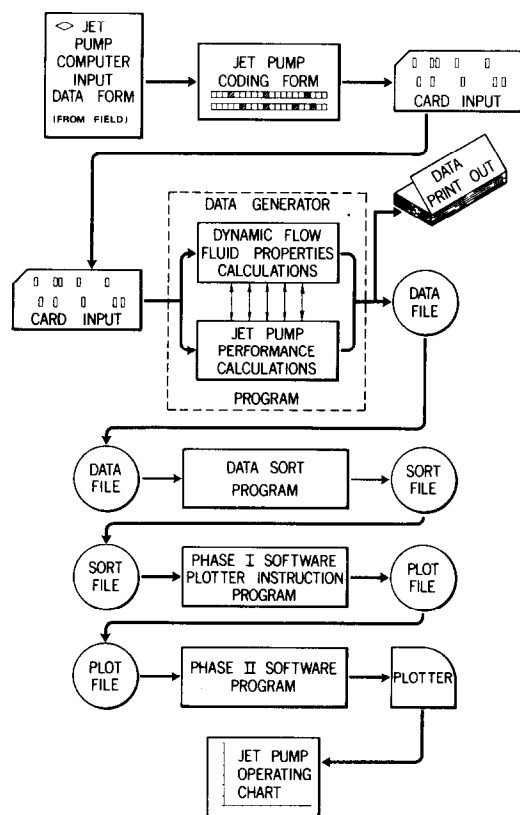 JET
PUMP
COMPUTER
INPUT
DATA FORM
(FROM FIELD)
JET PUMP
CODING FORM
CARD INPUT
DATA
PRINT OUT
DATA GENERATOR
DYNAMIC FLOW
FLUID PROPERTIES
CALCULATIONS
JET PUMP
PERFORMANCE
CALCULATIONS
PROGRAM
CARD INPUT
DATA
FILE
DATA
FILE
DATA SORT
PROGRAM
SORT
FILE
SORT
FILE
PHASE I SOFTWARE
PLOTTER INSTRUCTION
PROGRAM
PLOT
FILE
PLOT
FILE
PHASE II SOFTWARE
PROGRAM
PLOTTER
JET PUMP
OPERATING
CHART